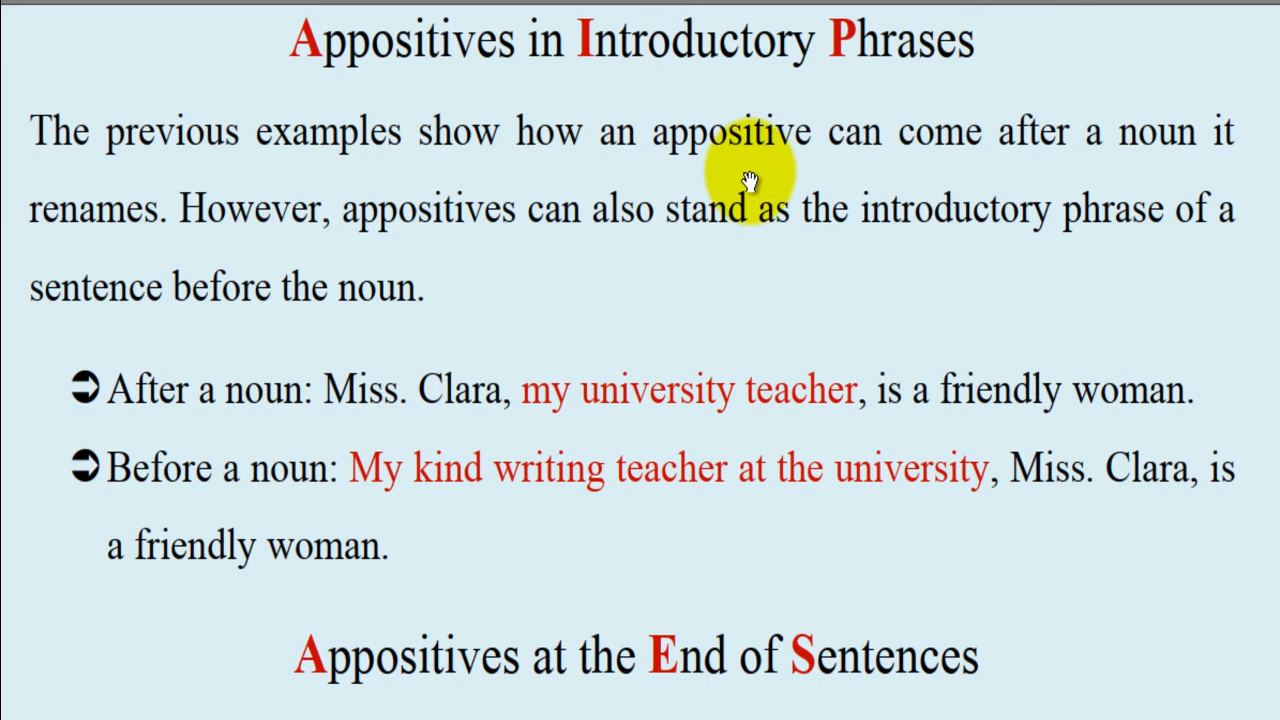 Appositives in Introductory Phrases
The previous examples show how an appositive can come after a noun it
renames. However, appositives can also stand as the introductory phrase of a
sentence before the noun.
➲ After a noun: Miss. Clara, my university teacher, is a friendly woman.
➲ Before a noun: My kind writing teacher at the university, Miss. Clara, is
a friendly woman.
Appositives at the End of Sentences